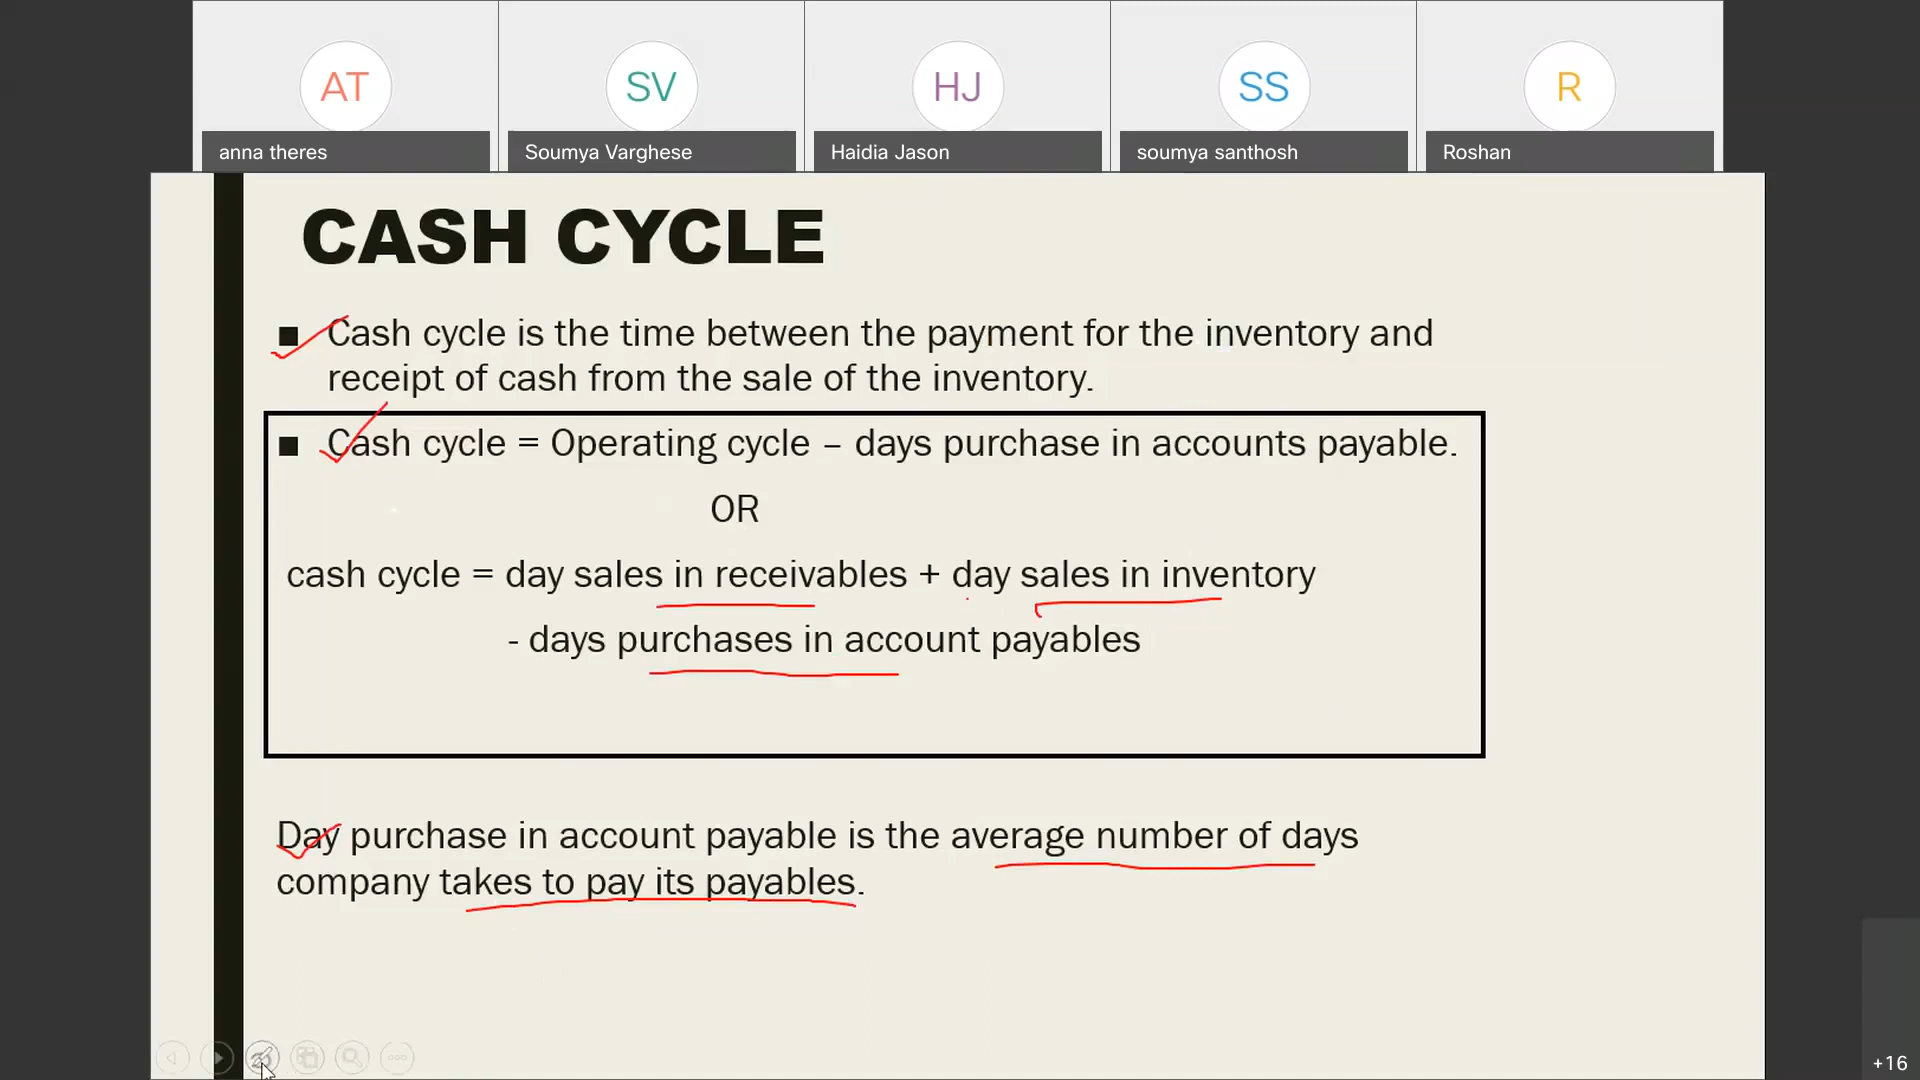 AT
SV
HJ
SS
R
anna theres
Soumya Varghese
Haidia Jason
soumya santhosh
Roshan
CASH CYCLE
■ Cash cycle is the time between the payment for the inventory and
receipt of cash from the sale of the inventory.
■ Cash cycle = Operating cycle – days purchase in accounts payable.
OR
cash cycle = day sales in receivables + day sales in inventory
- days purchases in account payables
Day purchase in account payable is the average number of days
company takes to pay its payables.
+16